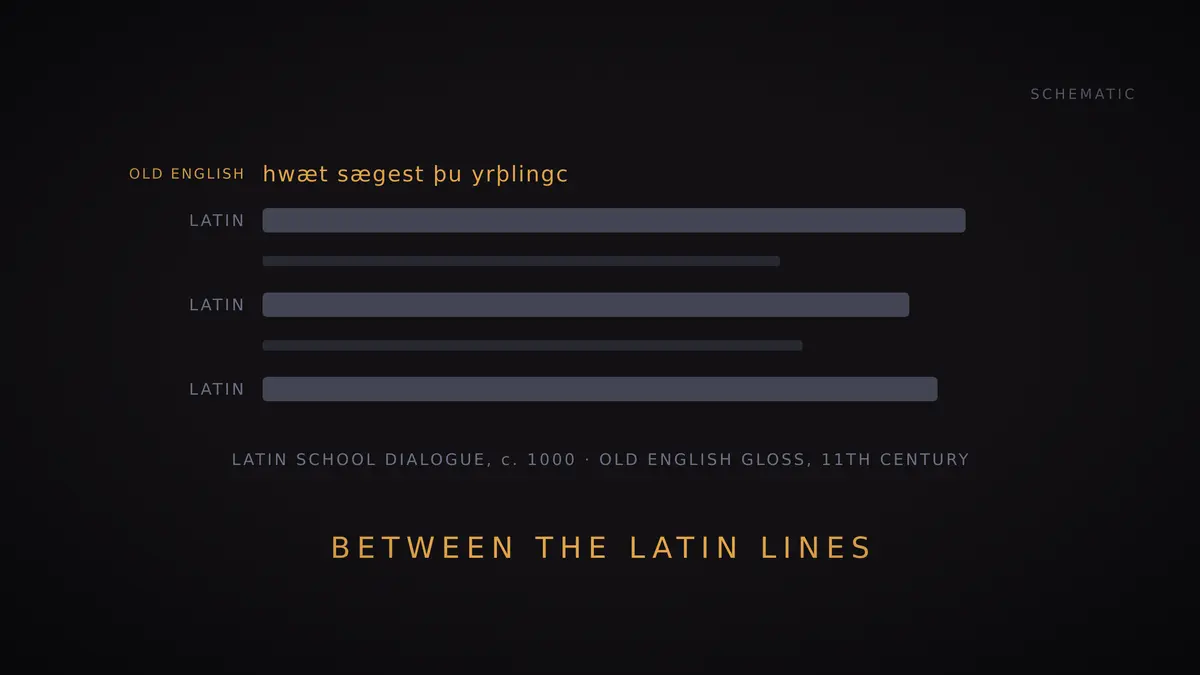 SCHEMATIC
OLD ENGLISH hwæt sægest þu yrþlingc
LATIN
LATIN
LATIN
LATIN SCHOOL DIALOGUE, c. 1000 · OLD ENGLISH GLOSS, 11TH CENTURY
BETWEEN THE LATIN LINES